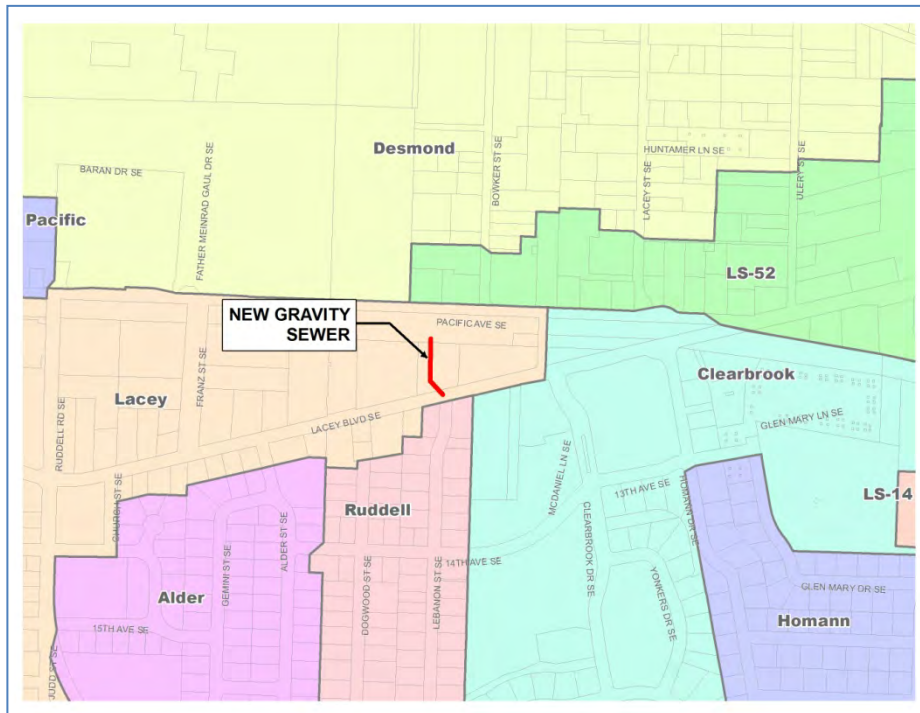 Desmond
HUNTAMER LN SE
BARAN DR SE
FATHER MEINRAD GAUL DR SE
BOWKER ST SE
LACEY ST SE
ULERY ST SE
Pacific
LS-52
NEW GRAVITY
SEWER
PACIFIC AVE SE
Lacey
FRANZ ST SE
RUDDELL RD SE
LACEY BLVD SE
Clearbrook
GLEN MARY LN SE
MCDANIEL LN SE
13TH AVE SE
HOMANN DR SE
LS-14
CHURCH ST SE
Ruddell
14TH AVE SE
CLEARBROOK DR SE
YONKERS DR SE
GLEN MARY DR SE
Alder
GEMINI ST SE
ALDER ST SE
DOGWOOD ST SE
LEBANON ST SE
Homann
15TH AVE SE
JUDD ST SE